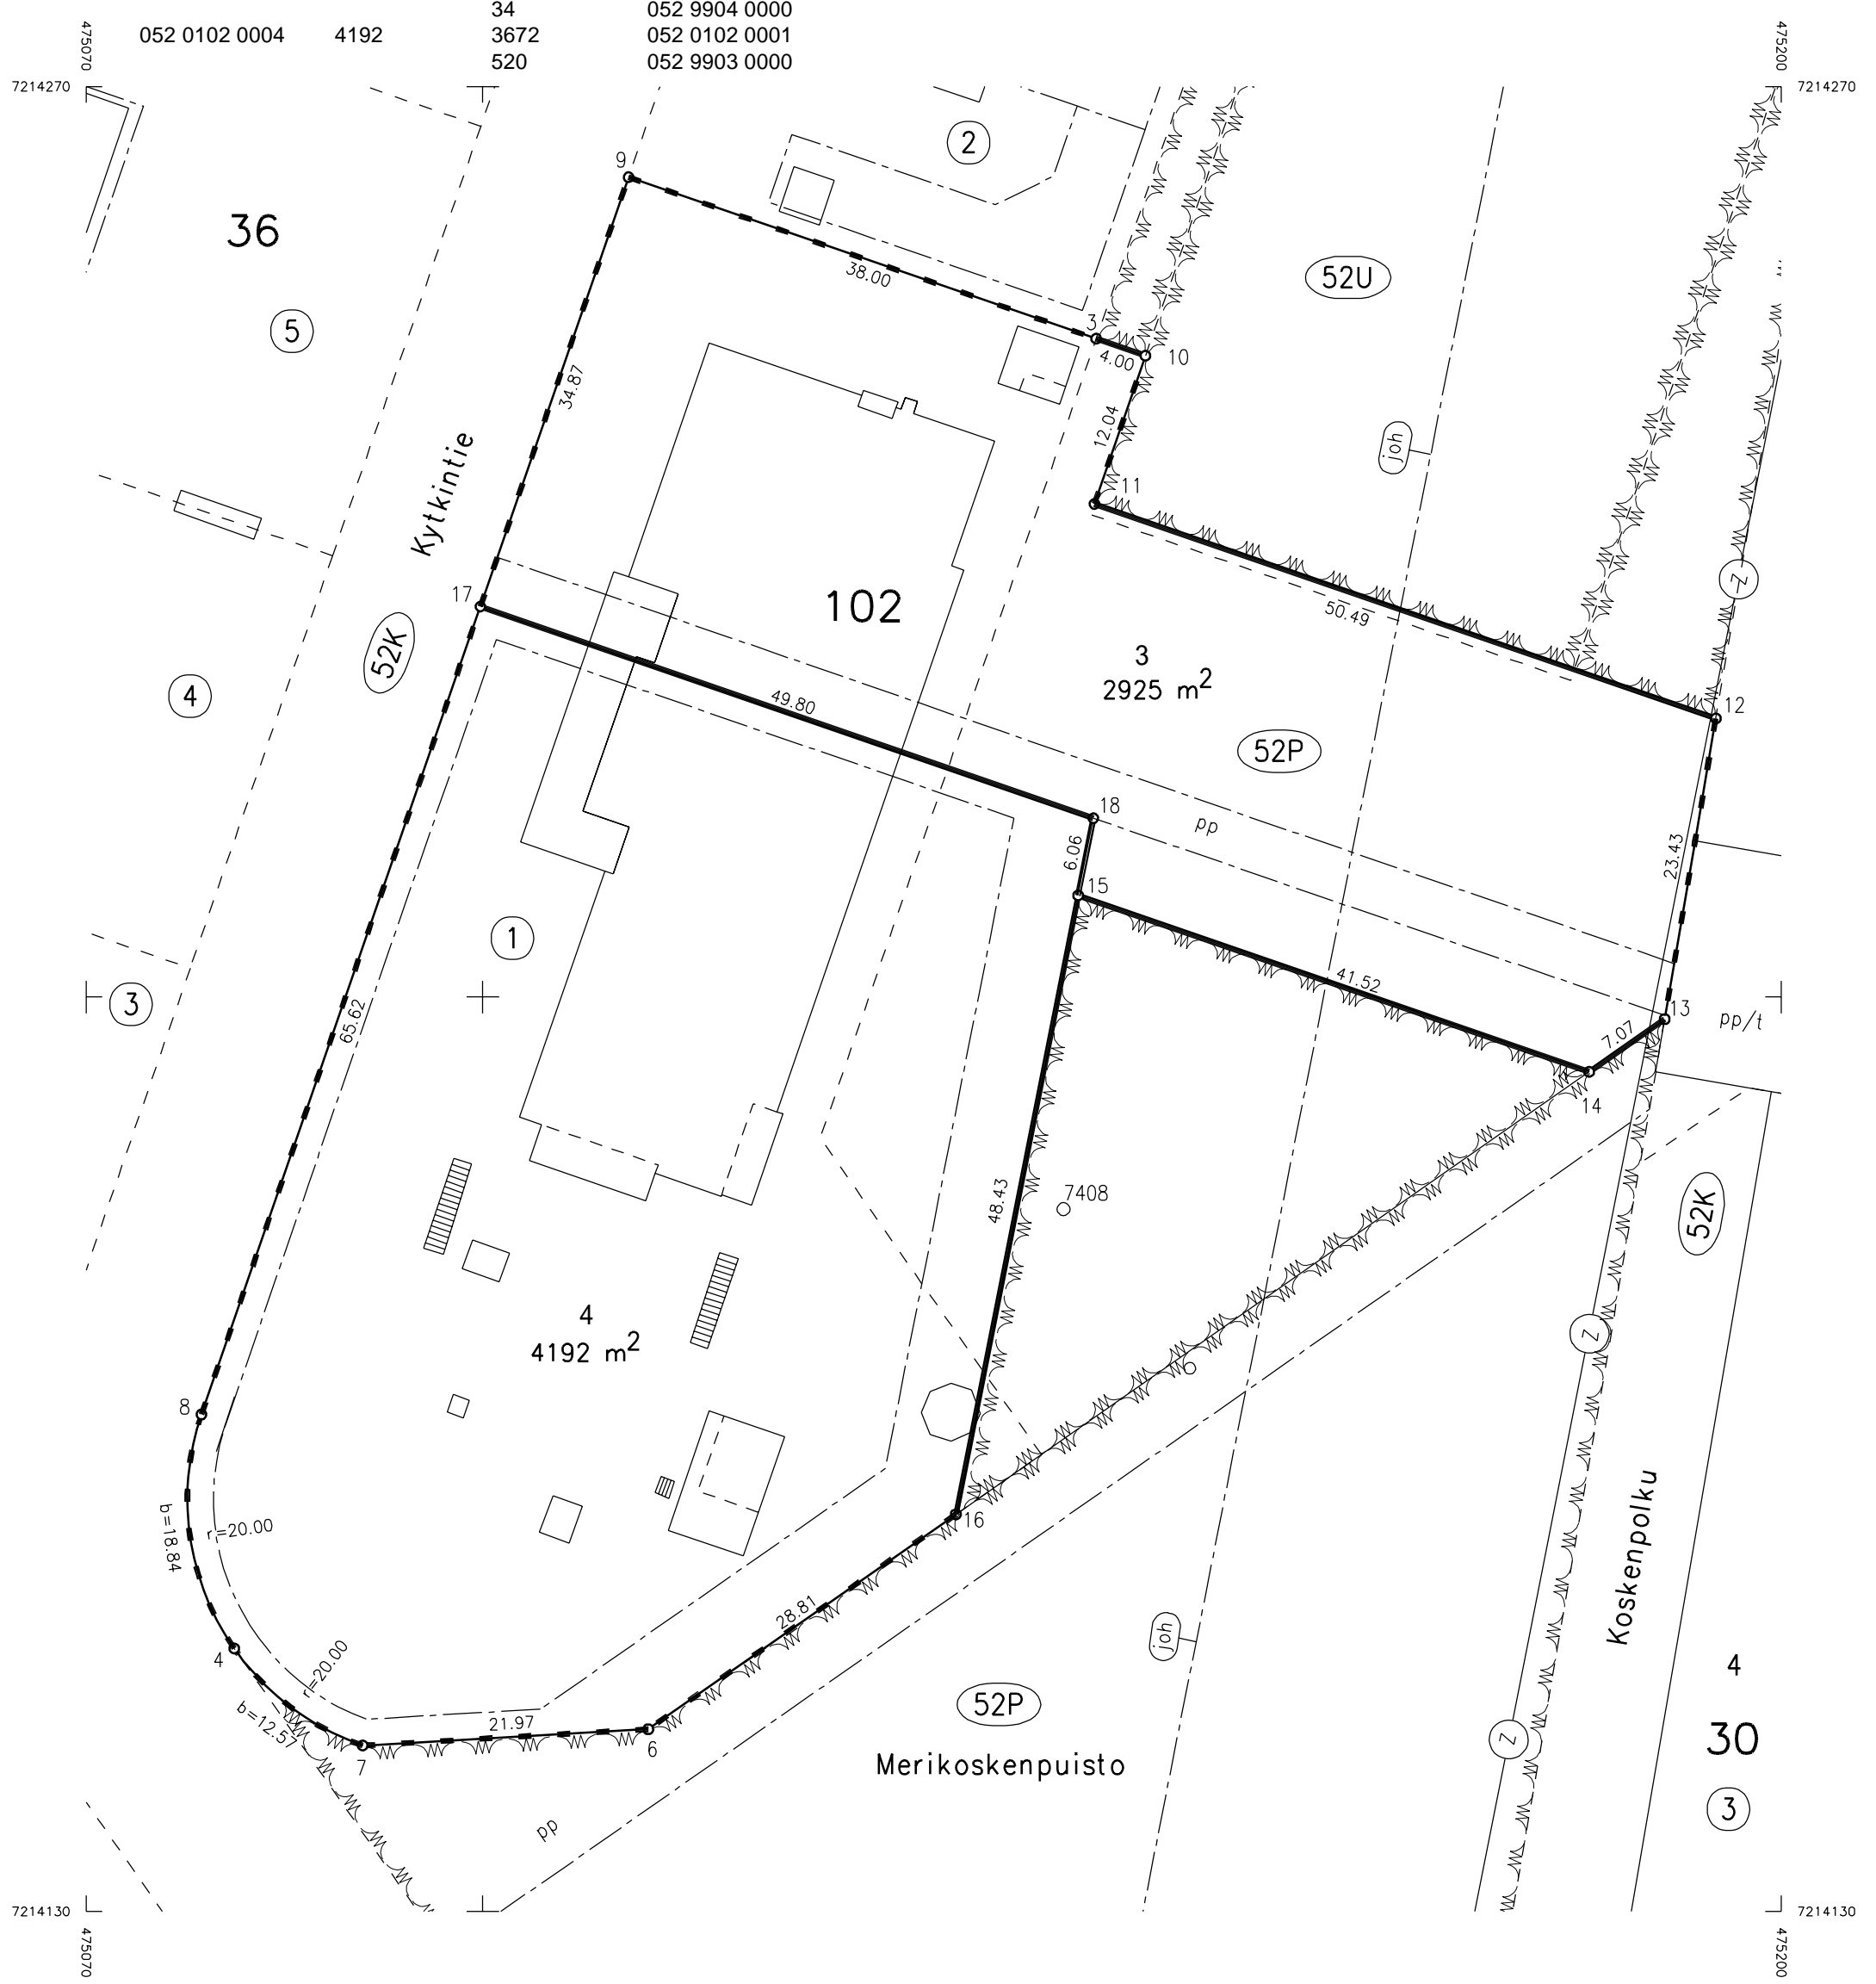 34 052 9904 0000
052 0102 0004 4192 3672 052 0102 0001
520 052 9903 0000
475070
475200
7214270
7214270
2
9
36
52U
38.00
5
3
10
4.00
34.87
12.04
joh
Kytkintie
11
Z
17
102
50.49
52K
3
2925 m2
4
49.80
12
52P
18
pp
6.06
23.43
15
1
41.52
3
13
pp/t
65.62
7.07
14
7408
48.43
52K
4
4192 m2
Z
8
16
r=20.00
b=18.84
Koskenpolku
28.81
joh
4
r=20.00
4
52P
b=12.57
21.97
6
Z
30
7
Merikoskenpuisto
3
pp
7214130
7214130
475070
475200